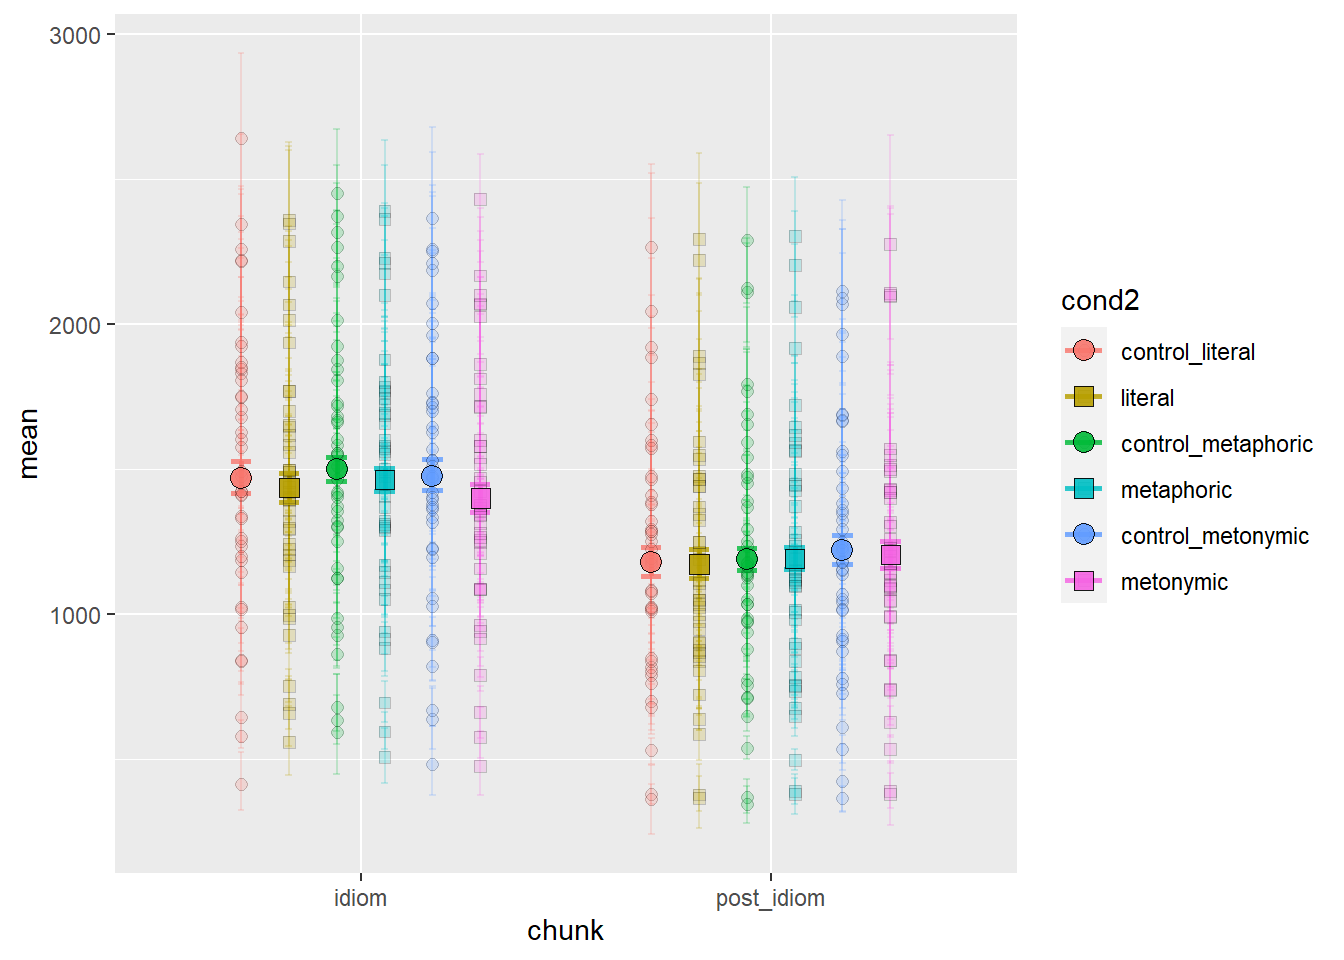 3000
2000
1000
mean
idiom
post_idiom
chunk
cond2
control_literal
literal
control_metaphoric
metaphoric
control_metonymic
metonymic